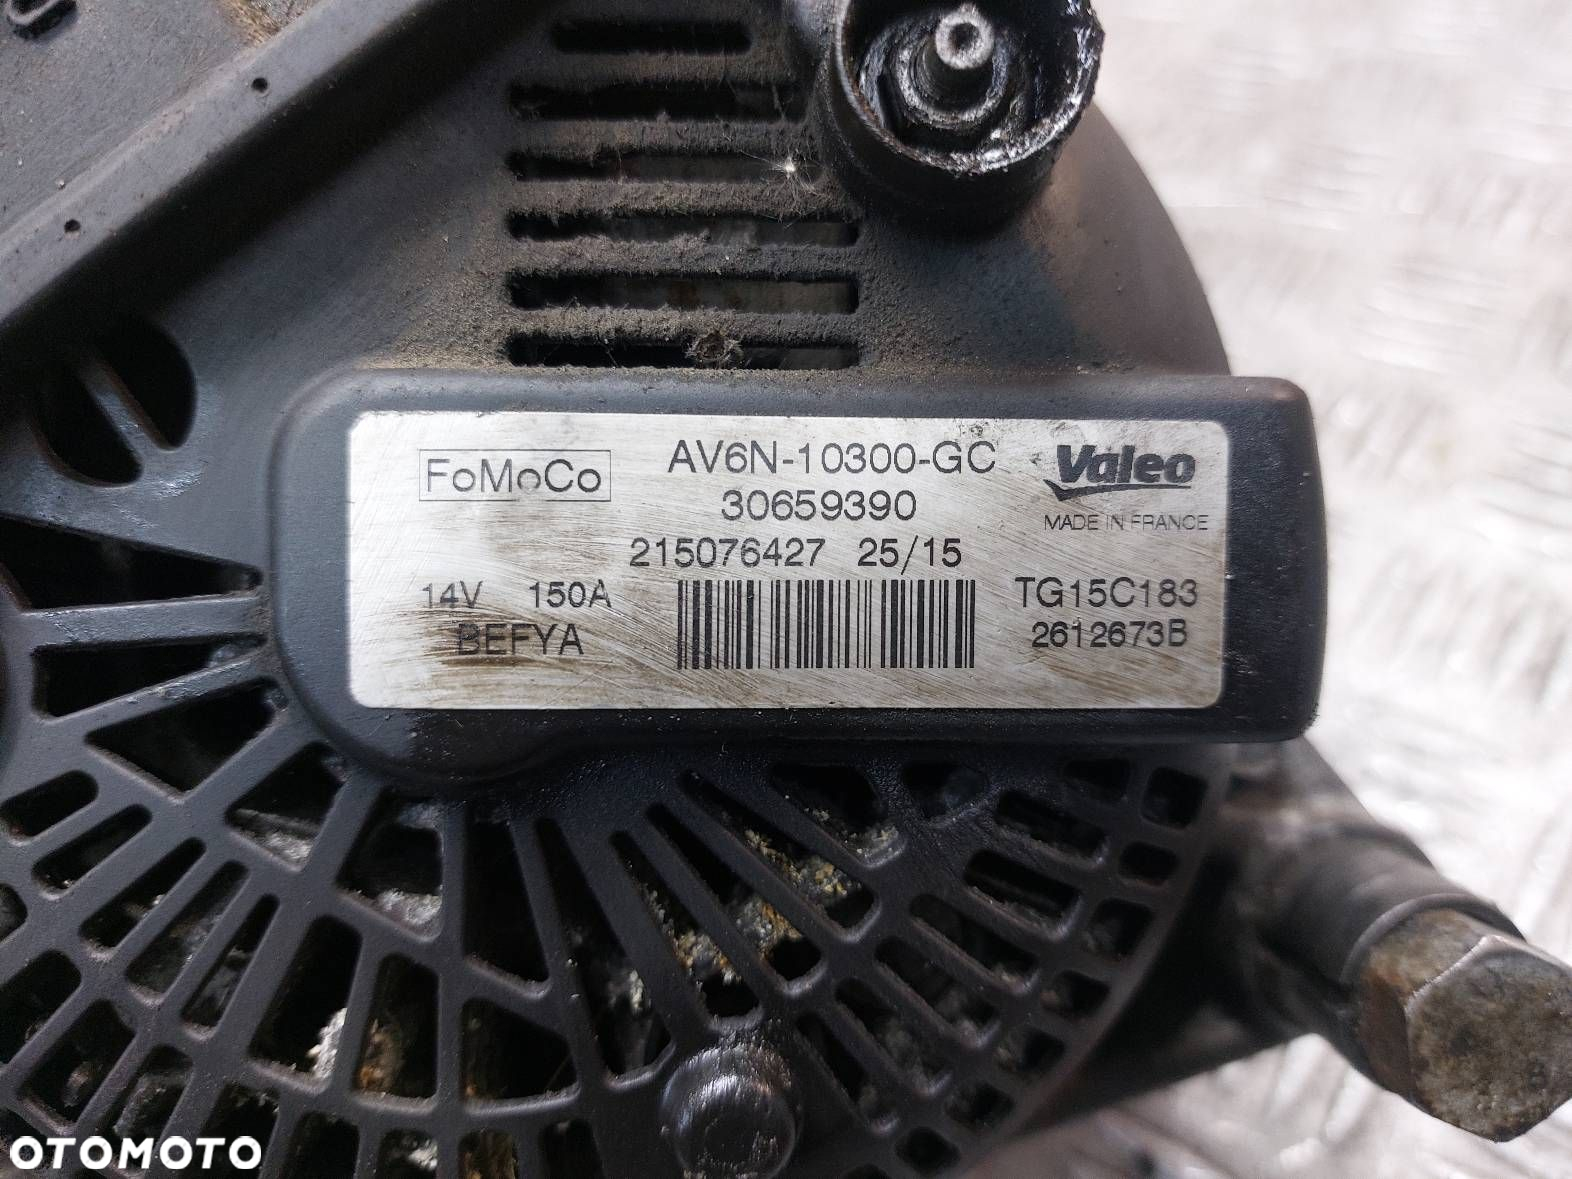 FoMoCo AV6N-10300-GC Valeo
30659390
MADE IN FRANCE
215076427 25/15
14V 150A TG15C183
BEFYA 2612673B
OTOMOTO